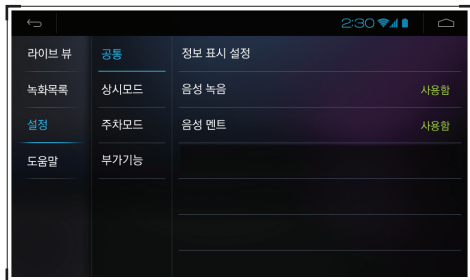 2:30
라이브 뷰
녹화목록
설정
도움말
공통
상시모드
주차모드
부가기능
정보 표시 설정
음성 녹음 사용함
음성 멘트 사용함